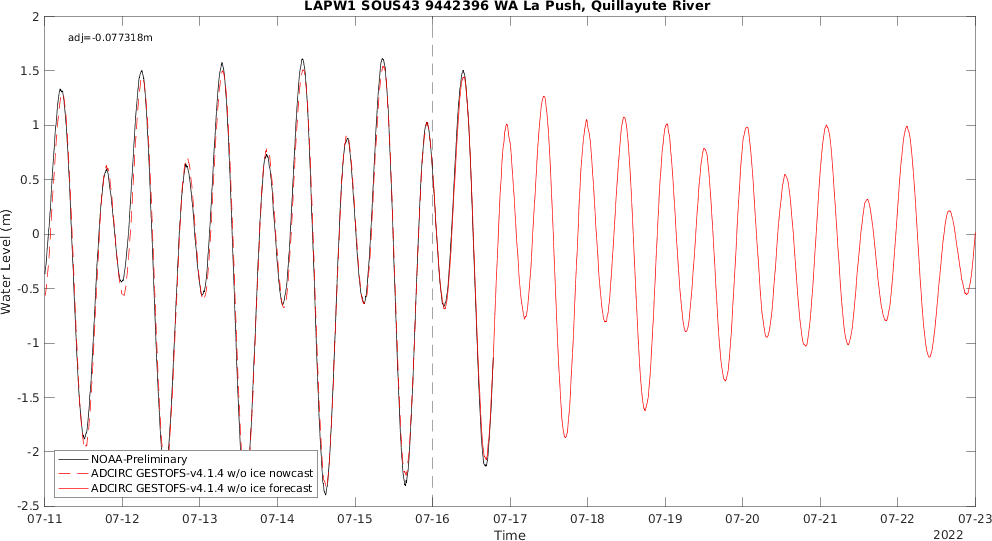 LAPW1 SOUS43 9442396 WA La Push, Quillayute River
adj=-0.077318m
2
1.5
1
0.5
0
-0.5
-1
-1.5
-2
-2.5
Water Level (m)
NOAA-Preliminary
ADCIRC GESTOFS-v4.1.4 w/o ice nowcast
ADCIRC GESTOFS-v4.1.4 w/o ice forecast
07-11 07-12 07-13 07-14 07-15 07-16 07-17 07-18 07-19 07-20 07-21 07-22 07-23
Time
2022